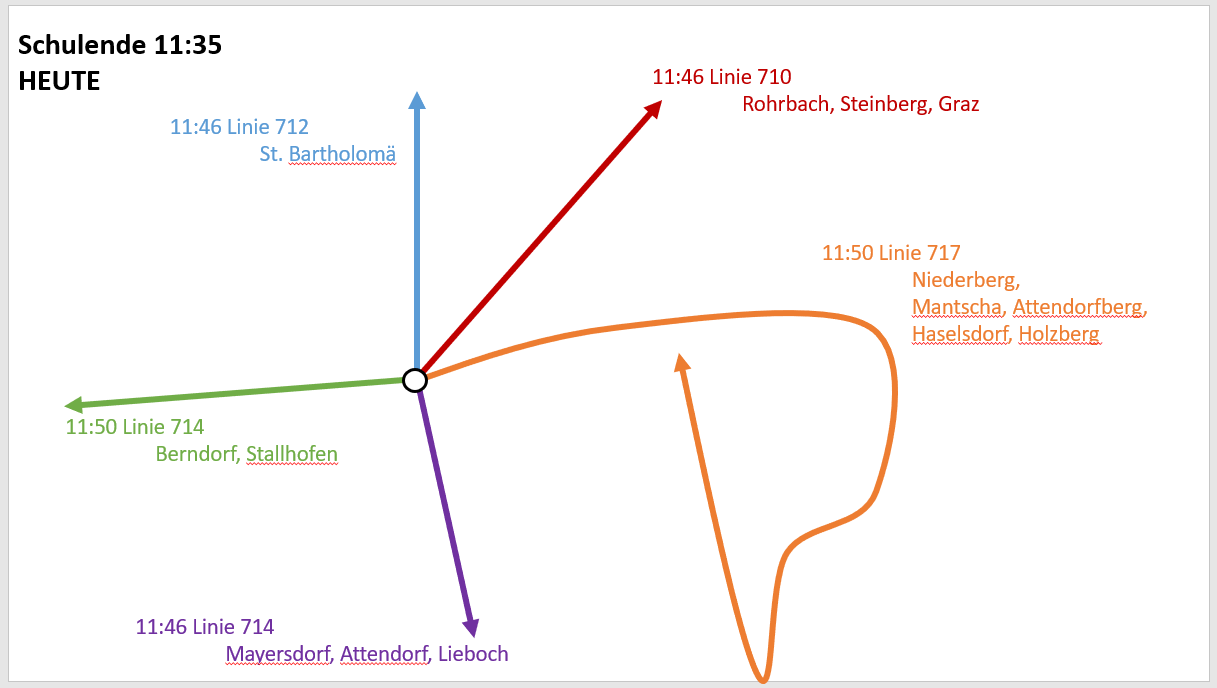 Schulende 11:35
HEUTE
11:46 Linie 710
Rohrbach, Steinberg, Graz
11:46 Linie 712
St. Bartholomä
11:50 Linie 717
Niederberg,
Mantscha, Attendorfberg,
Haselsdorf, Holzberg
11:50 Linie 714
Berndorf, Stallhofen
11:46 Linie 714
Mayersdorf, Attendorf, Lieboch